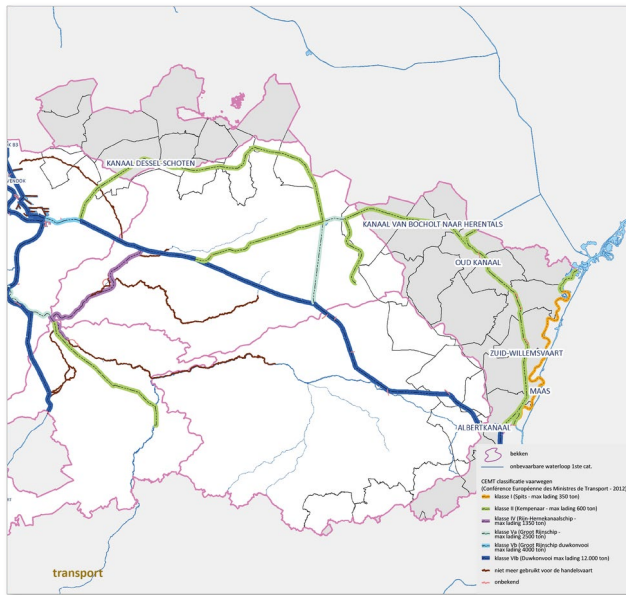 K B3
KANAAL DESSEL-SCHOTEN
KANAAL VAN BOCHOLT NAAR HERENTALS
OUD KANAAL
ZUID-WILLEMSVAART
MAAS
ALBERTKANAAL
bekken
onbevaarbare waterloop 1ste cat.
CEMT classificatie vaarwegen
(Conférence Européenne des Ministres de Transport - 2012)
klasse I (Spits - max lading 350 ton)
klasse II (Kempenaar - max lading 600 ton)
klasse IV (Rijn-Hernekanaalschip -
max lading 1350 ton)
klasse Va (Groot Rijnschip -
max lading 2500 ton)
klasse Vb (Groot Rijnschip duwkonvooi
max lading 4000 ton)
klasse VIb (Duwkonvooi max lading 12.000 ton)
niet meer gebruikt voor de handelsvaart
onbekend
transport